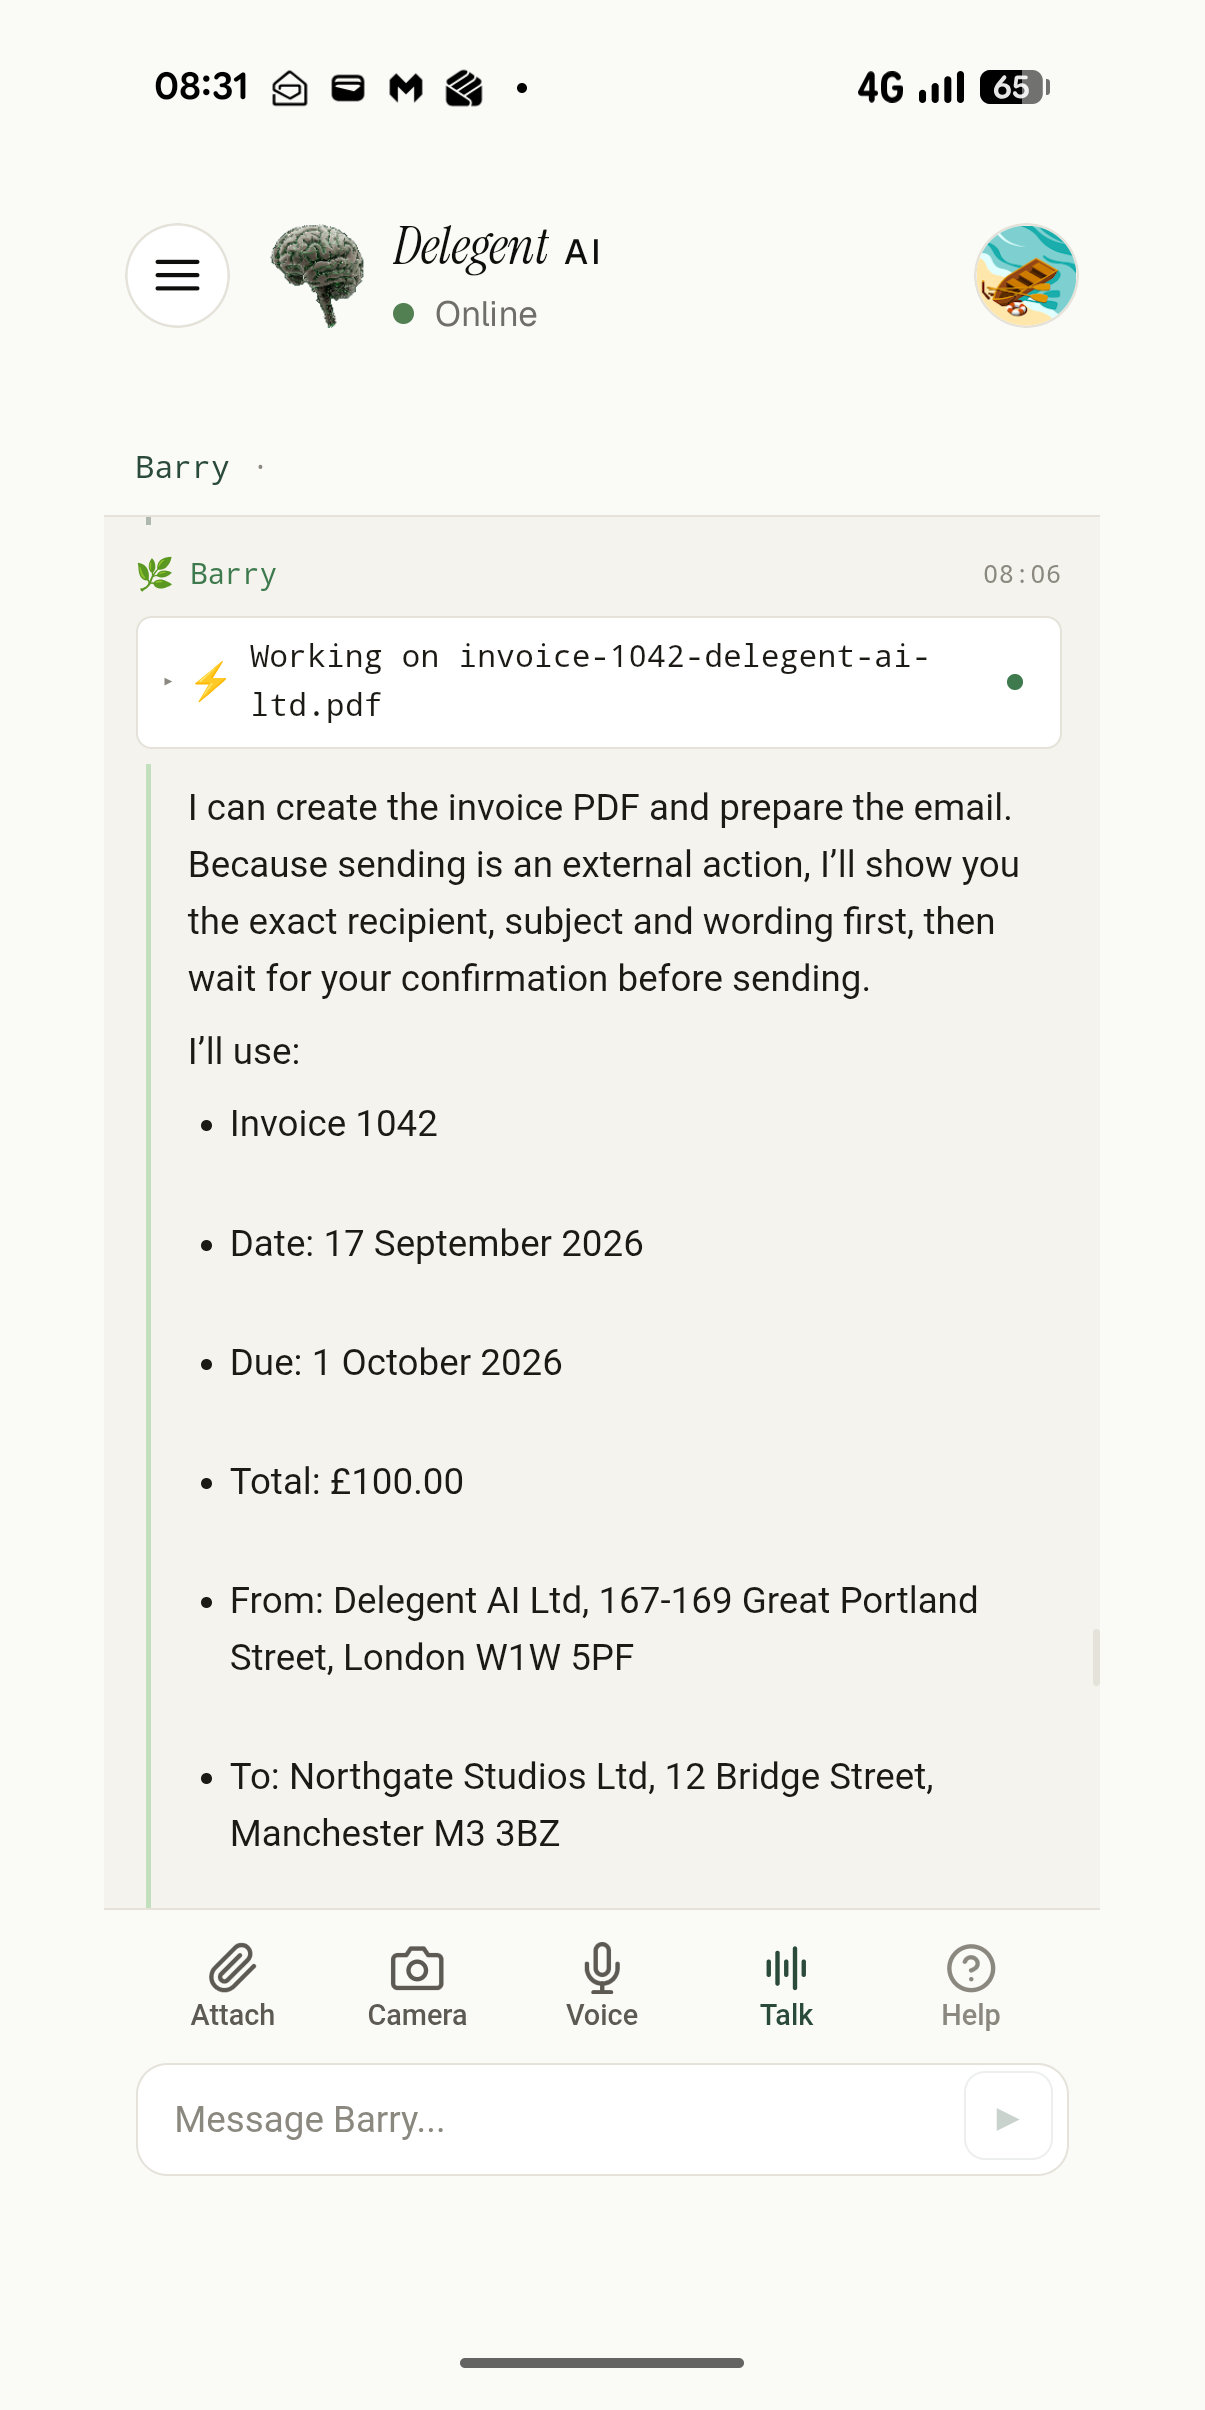 08:31
4G
65
Delegent AI
Online
Barry ·
Barry
08:06
Working on invoice-1042-delegent-ai-
ltd.pdf
I can create the invoice PDF and prepare the email.
Because sending is an external action, I’ll show you
the exact recipient, subject and wording first, then
wait for your confirmation before sending.
I’ll use:
• Invoice 1042
• Date: 17 September 2026
• Due: 1 October 2026
• Total: £100.00
• From: Delegent AI Ltd, 167-169 Great Portland
Street, London W1W 5PF
• To: Northgate Studios Ltd, 12 Bridge Street,
Manchester M3 3BZ
Attach
Camera
Voice
Talk
Help
Message Barry...